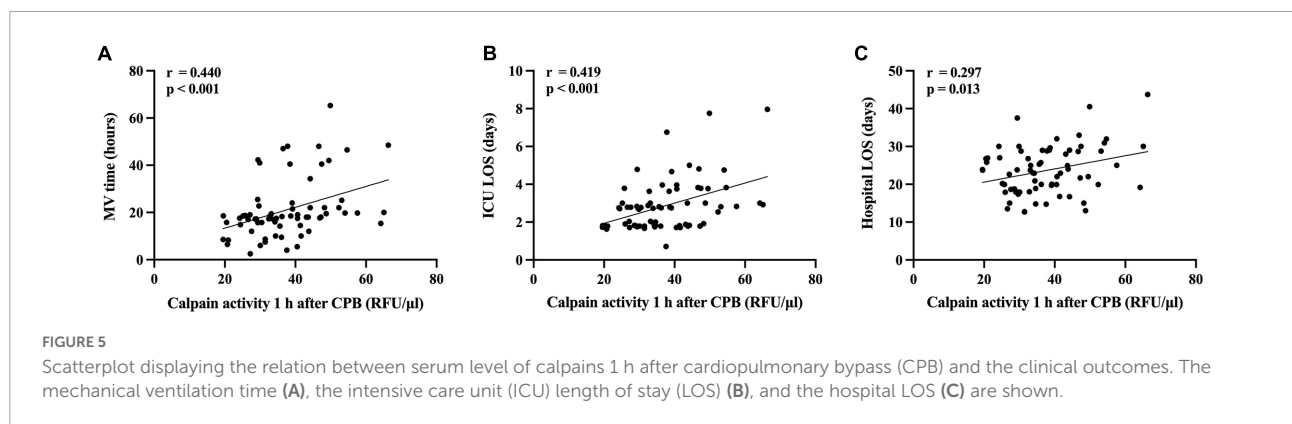 A
r = 0.440
p < 0.001
MV time (hours)
80
60
40
20
0
0 20 40 60 80
Calpain activity 1 h after CPB (RFU/µl)
B
r = 0.419
p < 0.001
ICU LOS (days)
10
8
6
4
2
0
0 20 40 60 80
Calpain activity 1 h after CPB (RFU/µl)
C
r = 0.297
p = 0.013
Hospital LOS (days)
50
40
30
20
10
0
0 20 40 60 80
Calpain activity 1 h after CPB (RFU/µl)
FIGURE 5
Scatterplot displaying the relation between serum level of calpains 1 h after cardiopulmonary bypass (CPB) and the clinical outcomes. The
mechanical ventilation time (A), the intensive care unit (ICU) length of stay (LOS) (B), and the hospital LOS (C) are shown.